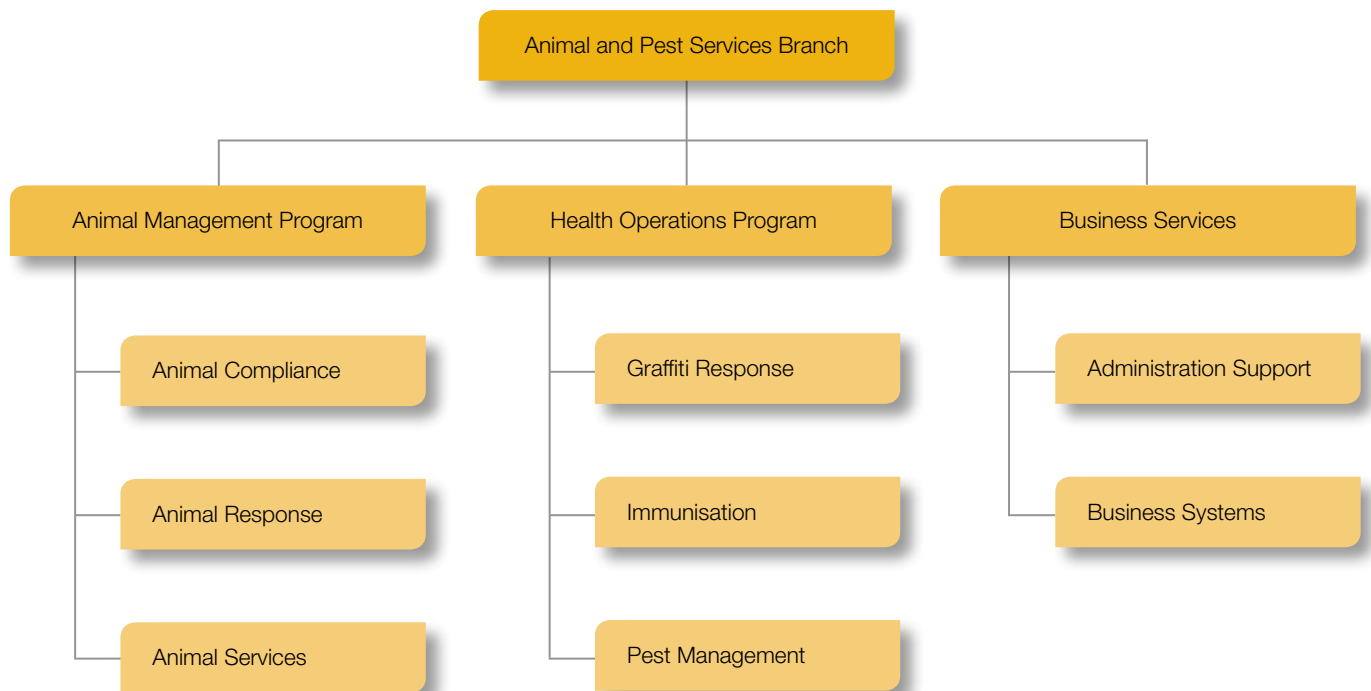 Animal and Pest Services Branch
Animal Management Program
Health Operations Program
Business Services
Animal Compliance
Graffiti Response
Administration Support
Animal Response
Immunisation
Business Systems
Animal Services
Pest Management